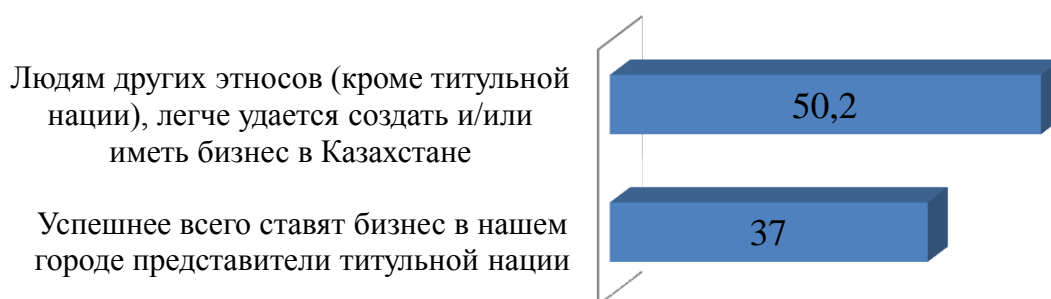 Людям других этносов (кроме титульной
нации), легче удается создать и/или
иметь бизнес в Казахстане
50,2
Успешнее всего ставят бизнес в нашем
городе представители титульной нации
37